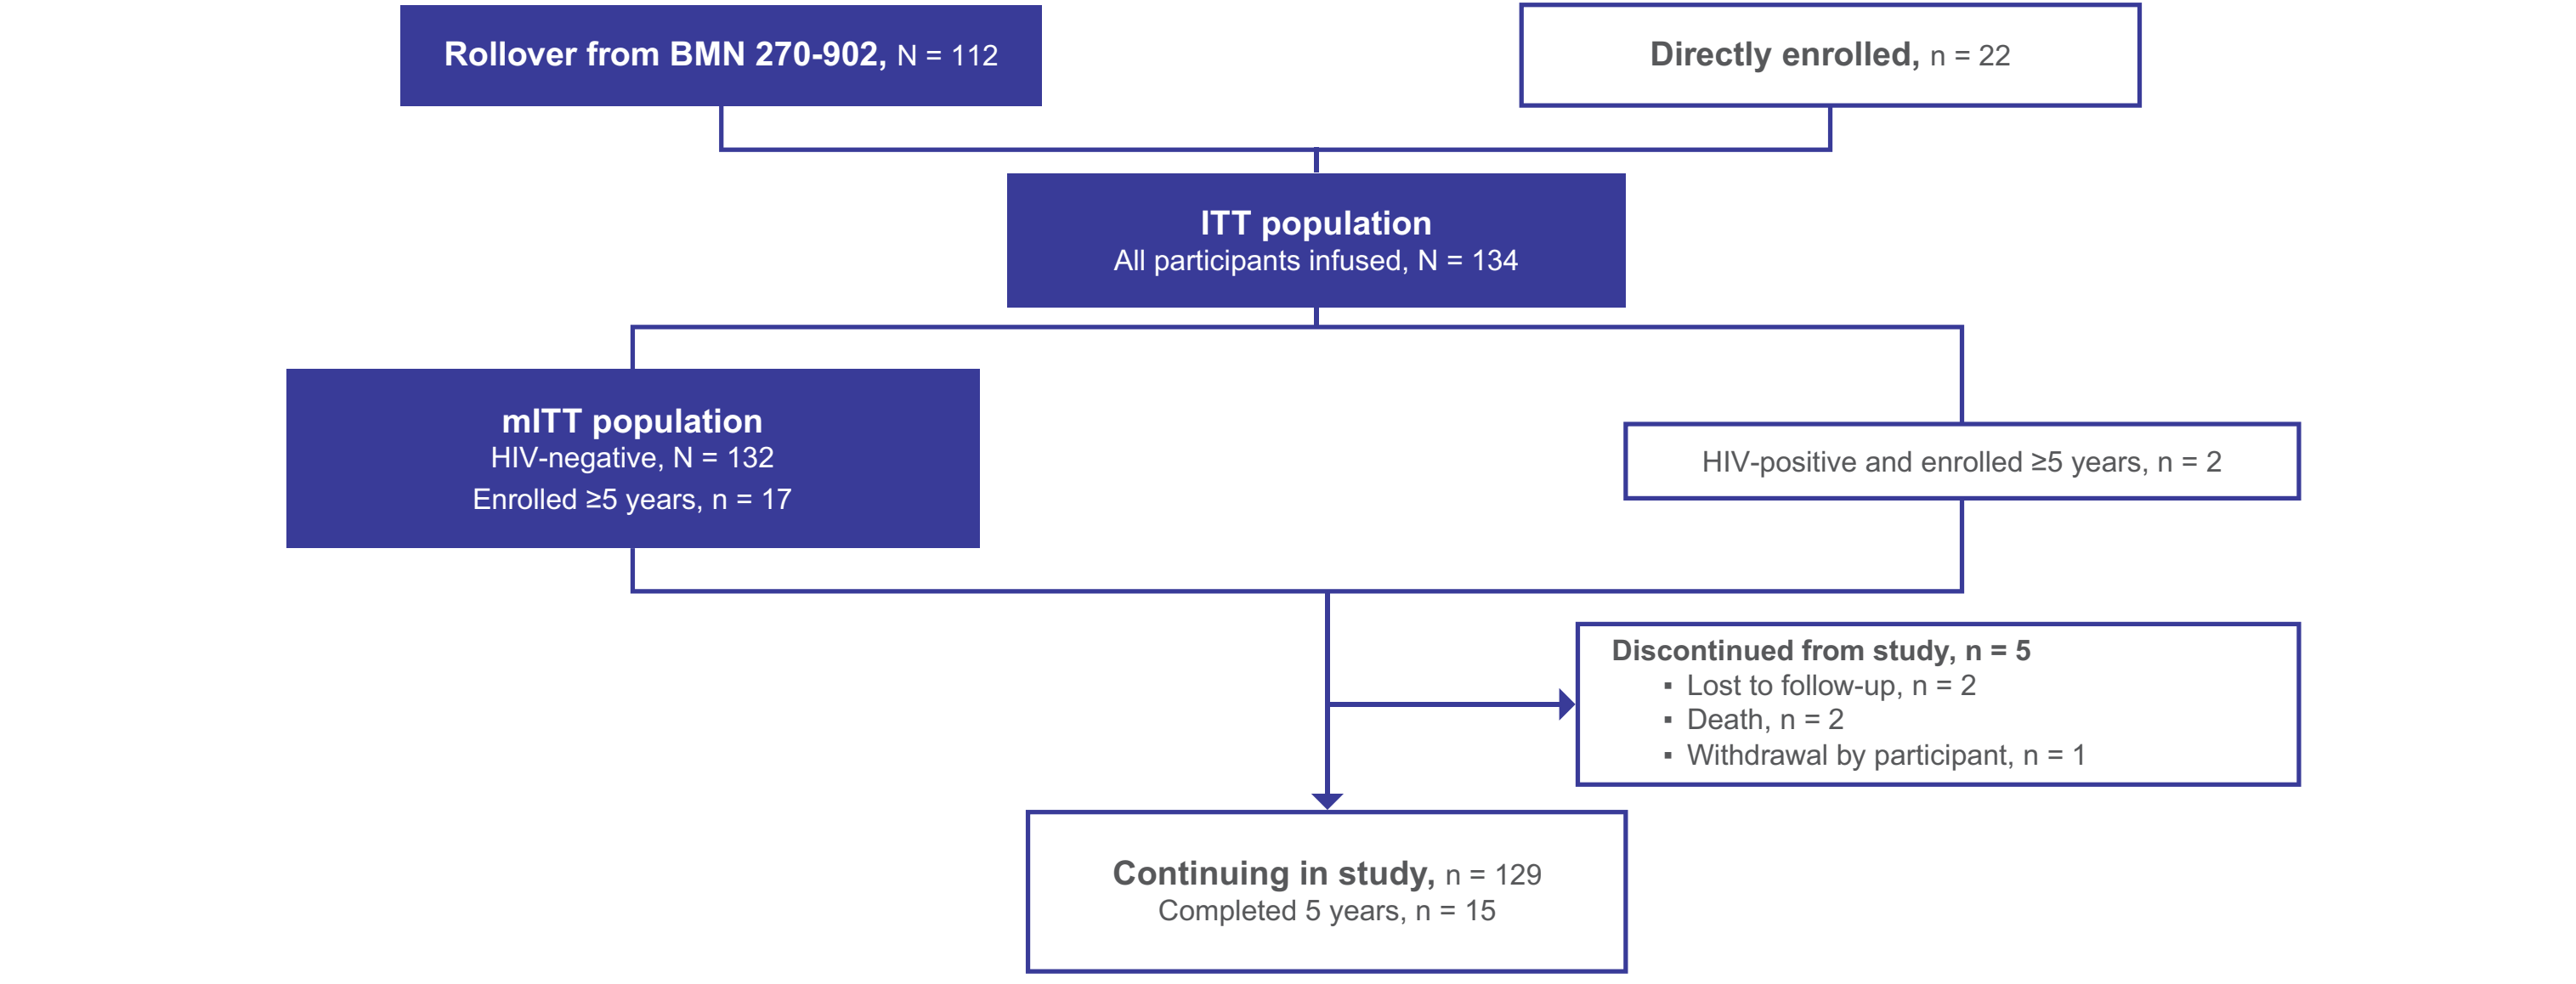 Rollover from BMN 270-902, N = 112
Directly enrolled, n = 22
ITT population
All participants infused, N = 134
mITT population
HIV-negative, N = 132
Enrolled ≥5 years, n = 17
HIV-positive and enrolled ≥5 years, n = 2
Discontinued from study, n = 5
▪ Lost to follow-up, n = 2
▪ Death, n = 2
▪ Withdrawal by participant, n = 1
Continuing in study, n = 129
Completed 5 years, n = 15